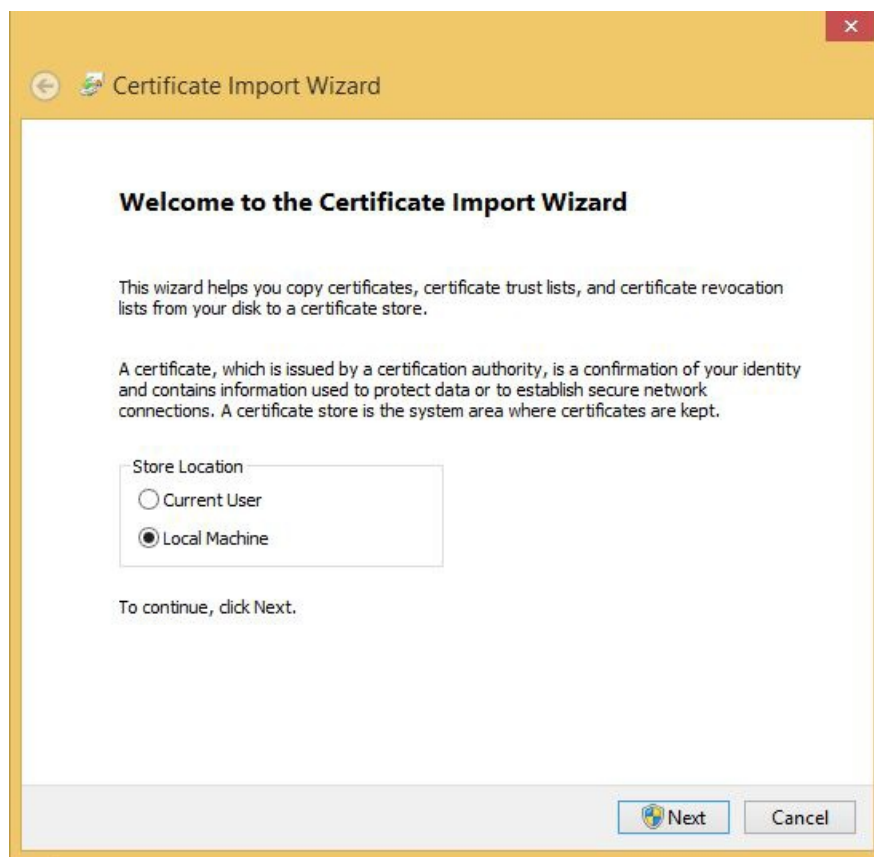 Certificate Import Wizard
Welcome to the Certificate Import Wizard
This wizard helps you copy certificates, certificate trust lists, and certificate revocation
lists from your disk to a certificate store.
A certificate, which is issued by a certification authority, is a confirmation of your identity
and contains information used to protect data or to establish secure network
connections. A certificate store is the system area where certificates are kept.
Store Location
Current User
Local Machine
To continue, click Next.
Next Cancel